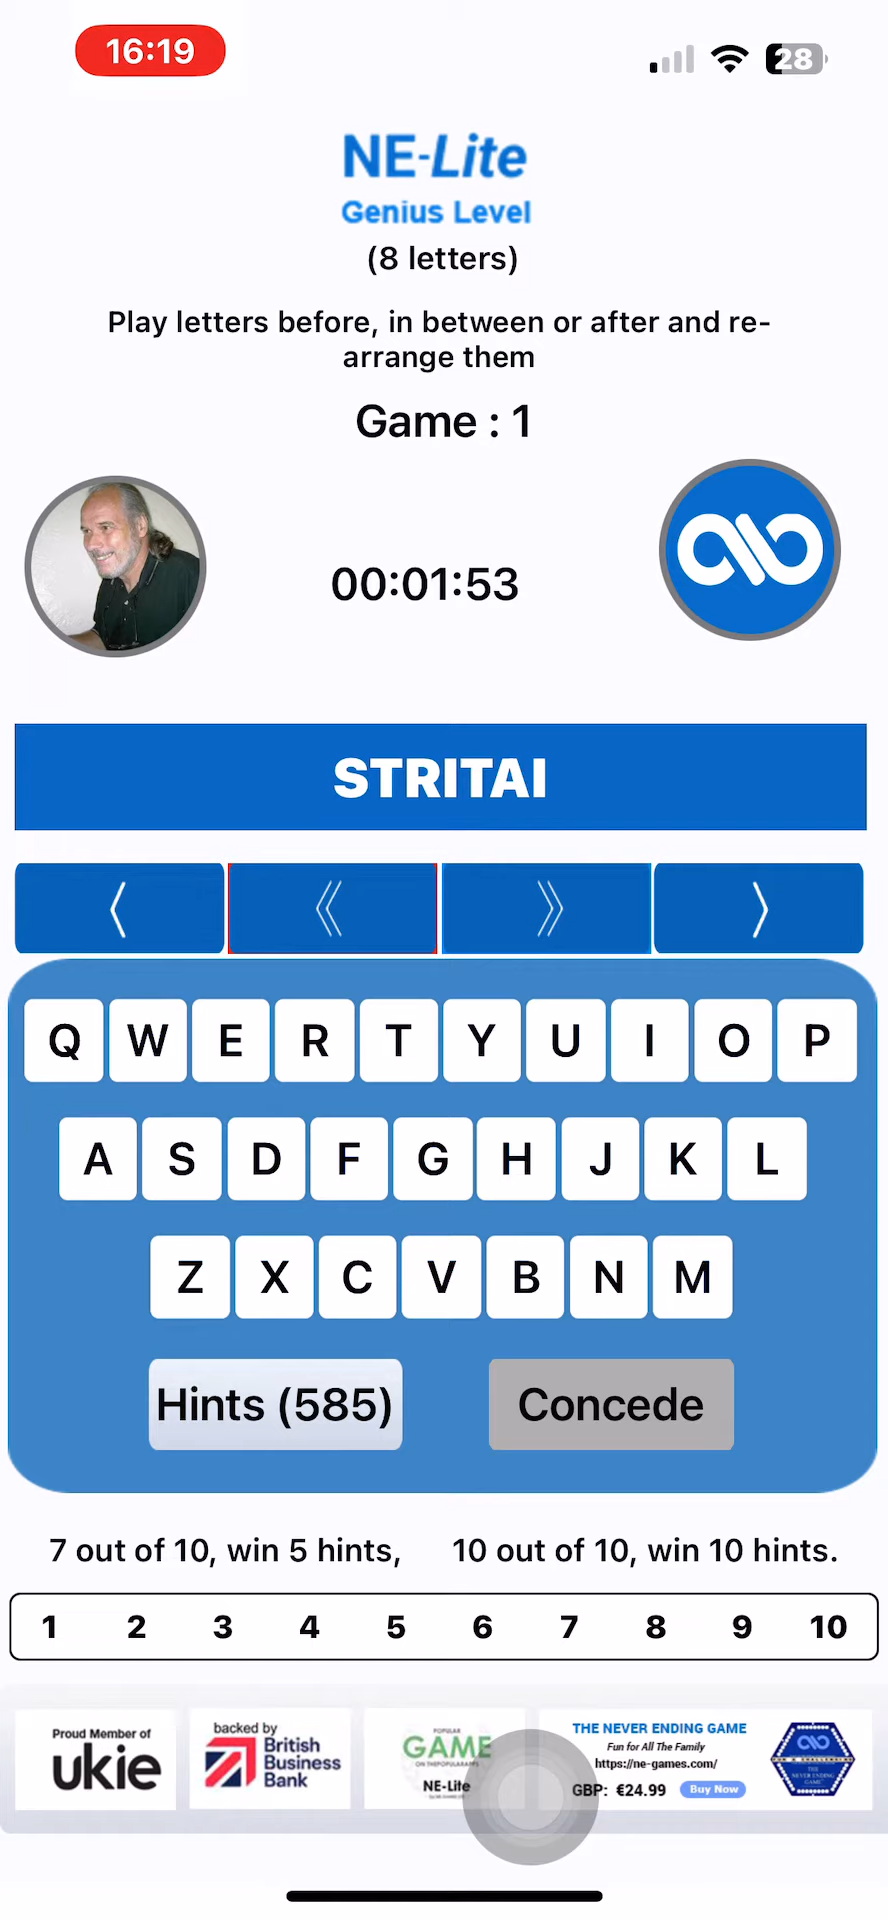 16:19
28
NE-Lite
Genius Level
(8 letters)
Play letters before, in between or after and re-
arrange them
Game : 1
00:01:53
STRITAI
Q W E R T Y U I O P
A S D F G H J K L
Z X C V B N M
Hints (585) Concede
7 out of 10, win 5 hints, 10 out of 10, win 10 hints.
1 2 3 4 5 6 7 8 9 10
Proud Member of
ukie
backed by
British
Business
Bank
POPULAR
GAME
ON THEPOPULARAPPS
NE-Lite
THE NEVER ENDING GAME
Fun for All The Family
https://ne-games.com/
GBP: €24.99 Buy Now